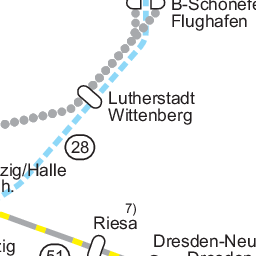 B-Schönefe
Flughafen
Lutherstadt
Wittenberg
28
zig/Halle
h.
7)
Riesa
Dresden-Neu
zig
51
Dresden